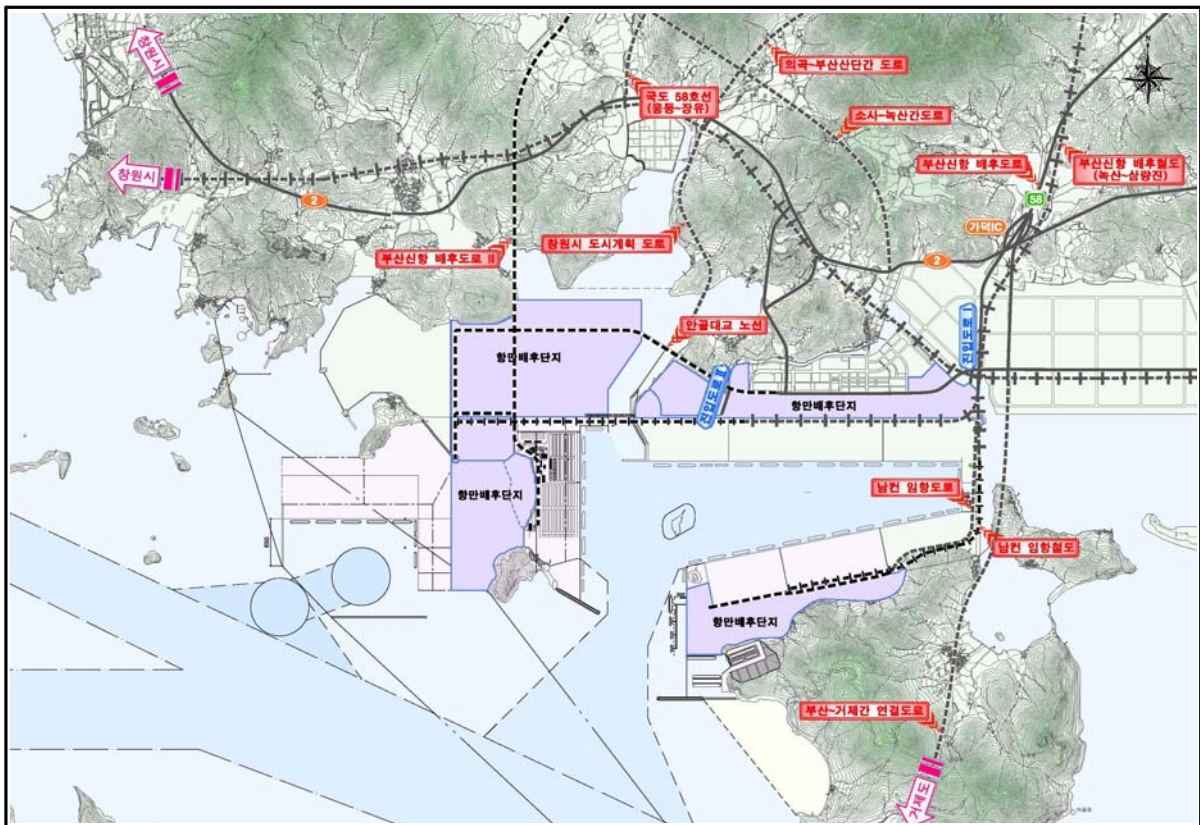 창원시
의곡~부산산단간 도로
국도 58호선
(웅동~장유)
소사~녹산간도로
부산신항 배후도로
부산신항 배후철도
(녹산~삼량진)
창원시
2
58
가덕IC
창원시 도시계획 도로
부산신항 배후도로 II
2
안골대교 노선
진입도로 I
항만배후단지
진입도로 II
항만배후단지
항만배후단지
남컨 임항도로
남컨 임항철도
항만배후단지
부산~거제간 연결도로
거제도